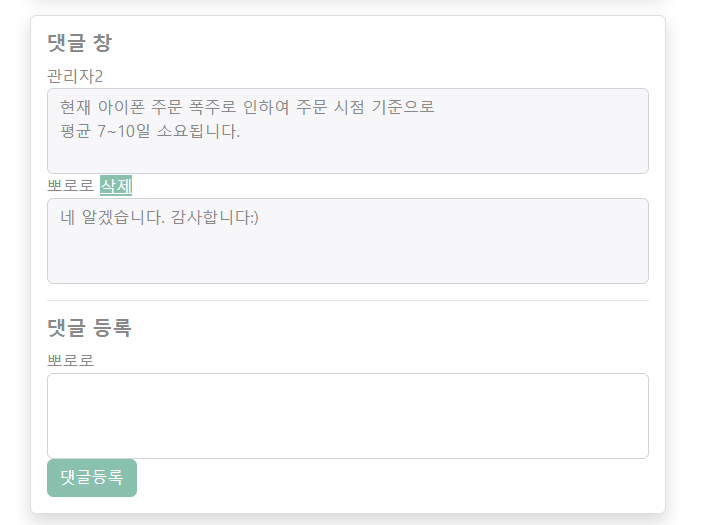 댓글 창
관리자2
현재 아이폰 주문 폭주로 인하여 주문 시점 기준으로
평균 7~10일 소요됩니다.
뽀로로 삭제
네 알겠습니다. 감사합니다:)
댓글 등록
뽀로로
댓글등록